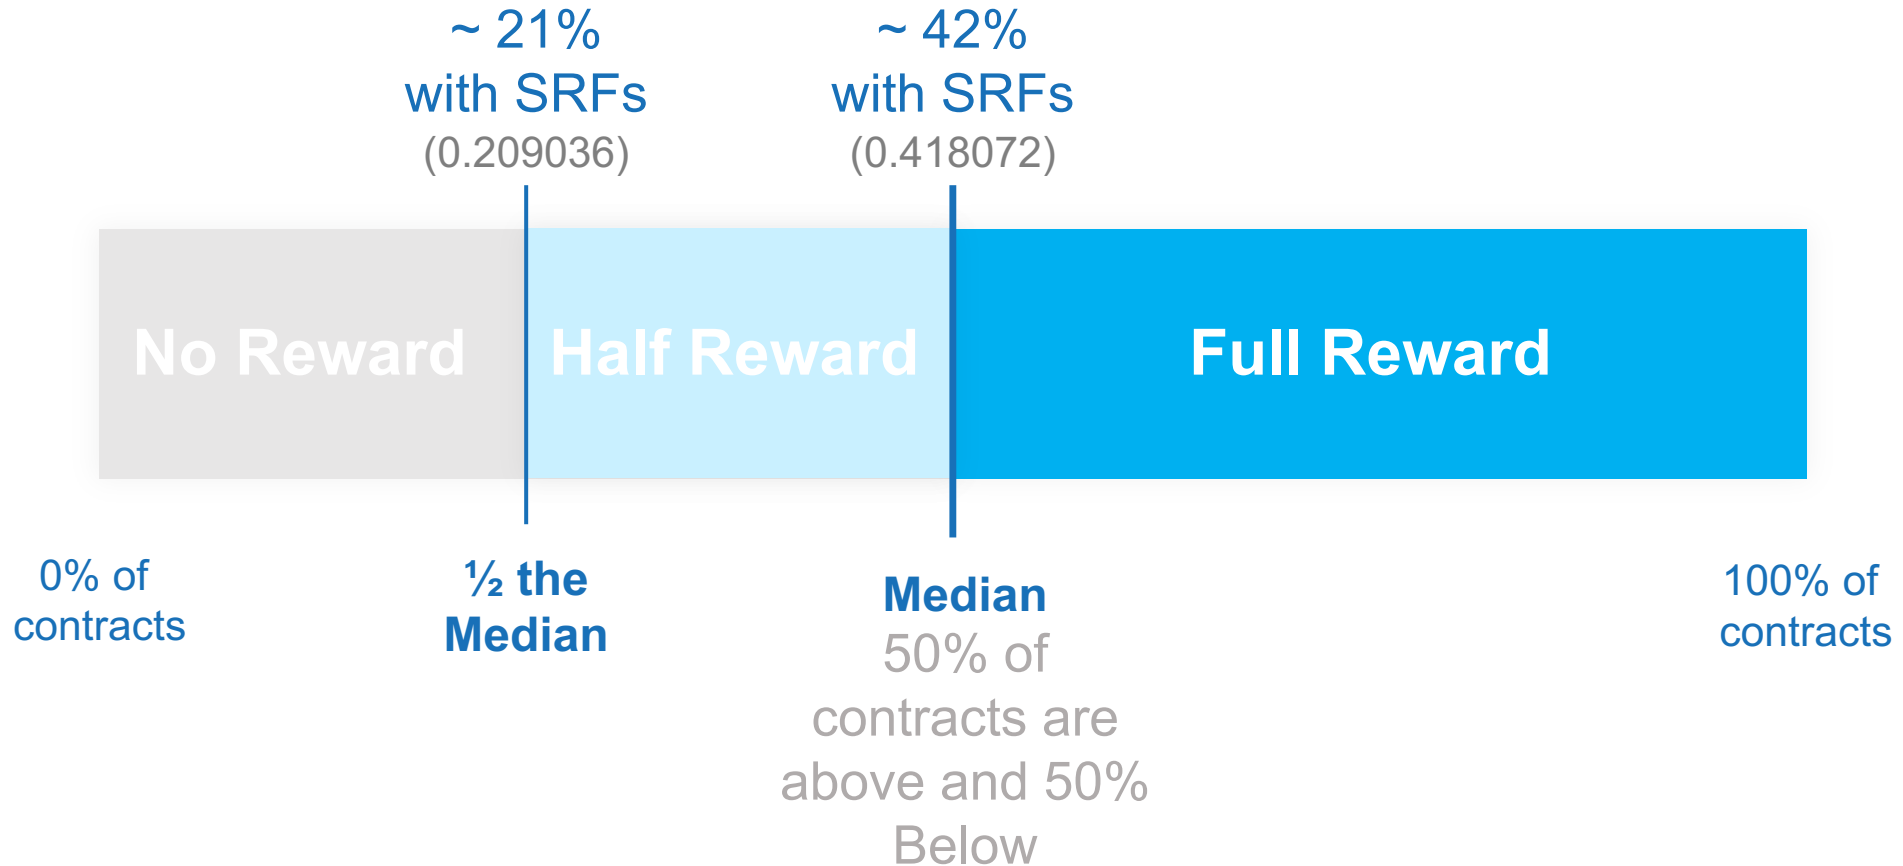 ~ 21%
with SRFs
(0.209036)
~ 42%
with SRFs
(0.418072)
No Reward
Half Reward
Full Reward
0% of
contracts
½ the
Median
Median
50% of
contracts are
above and 50%
Below
100% of
contracts